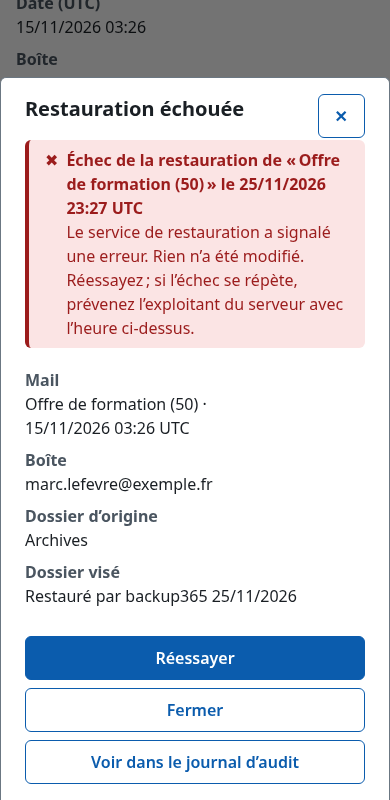 Date (UTC)
15/11/2026 03:26
Boîte
Restauration échouée
×
✖ Échec de la restauration de « Offre
de formation (50) » le 25/11/2026
23:27 UTC
Le service de restauration a signalé
une erreur. Rien n’a été modifié.
Réessayez ; si l’échec se répète,
prévenez l’exploitant du serveur avec
l’heure ci-dessus.
Mail
Offre de formation (50) ·
15/11/2026 03:26 UTC
Boîte
marc.lefevre@exemple.fr
Dossier d’origine
Archives
Dossier visé
Restauré par backup365 25/11/2026
Réessayer
Fermer
Voir dans le journal d’audit